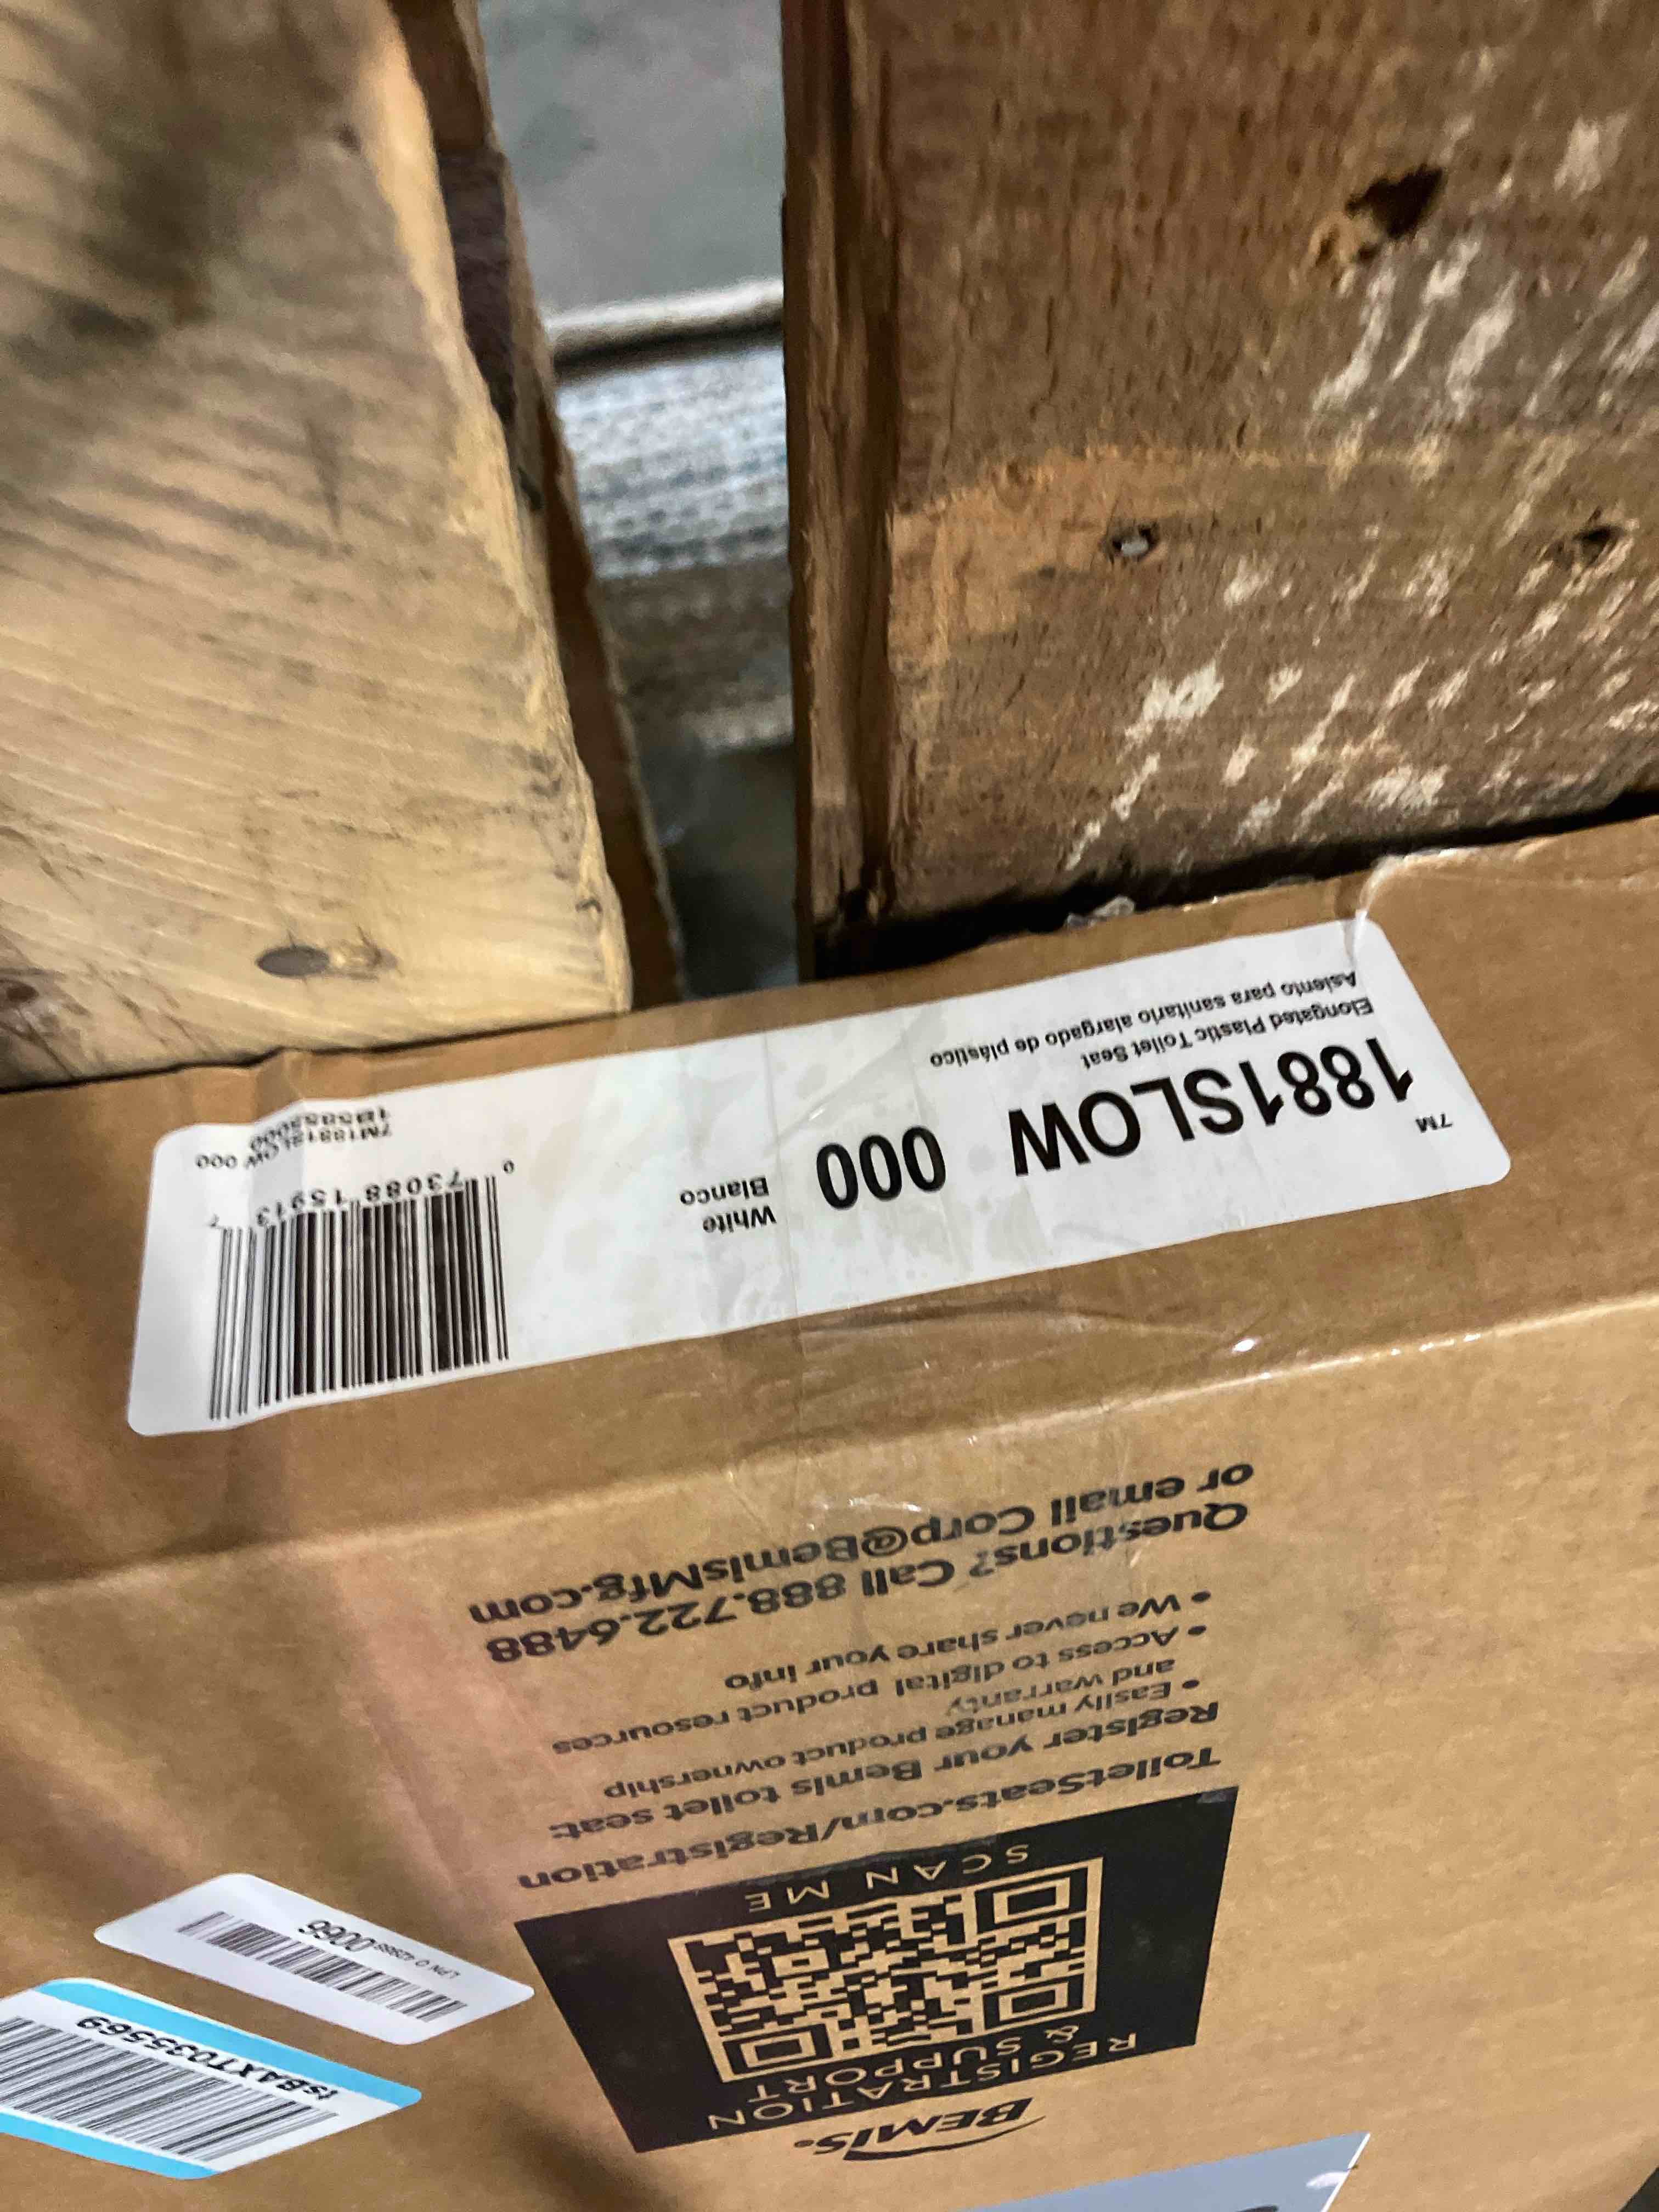 7M
1881SLOW 000
White
Blanco
Elongated Plastic Toilet Seat
Asiento para sanitario alargado de plástico
0 73088 15913 7
7M1881SLOW 000
BEMIS®
REGISTRATION
& SUPPORT
SCAN ME
ToiletSeats.com/Registration
Register your Bemis toilet seat:
• Easily manage product ownership
and warranty
• Access to digital product resources
• We never share your info
Questions? Call 888.722.6488
or email Corp@BemisMfg.com
tsBAXT035569